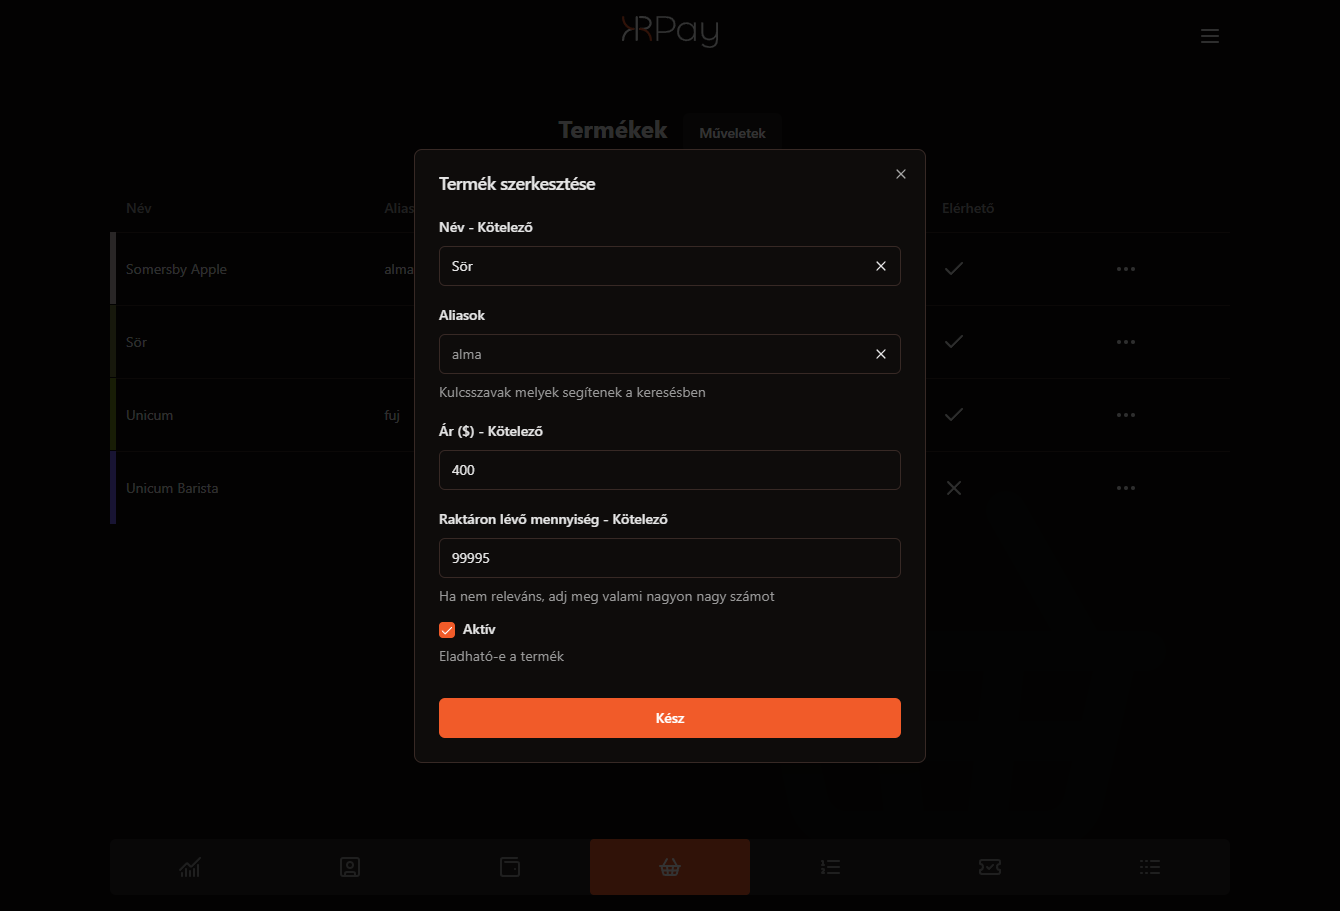 KRPay
Termékek
Műveletek
Név
Alias
Elérhető
Somersby Apple
alma
Sör
Unicum
fuj
Unicum Barista
Termék szerkesztése
Név - Kötelező
Sör
Aliasok
alma
Kulcsszavak melyek segítenek a keresésben
Ár ($) - Kötelező
400
Raktáron lévő mennyiség - Kötelező
99995
Ha nem releváns, adj meg valami nagyon nagy számot
Aktív
Eladható-e a termék
Kész